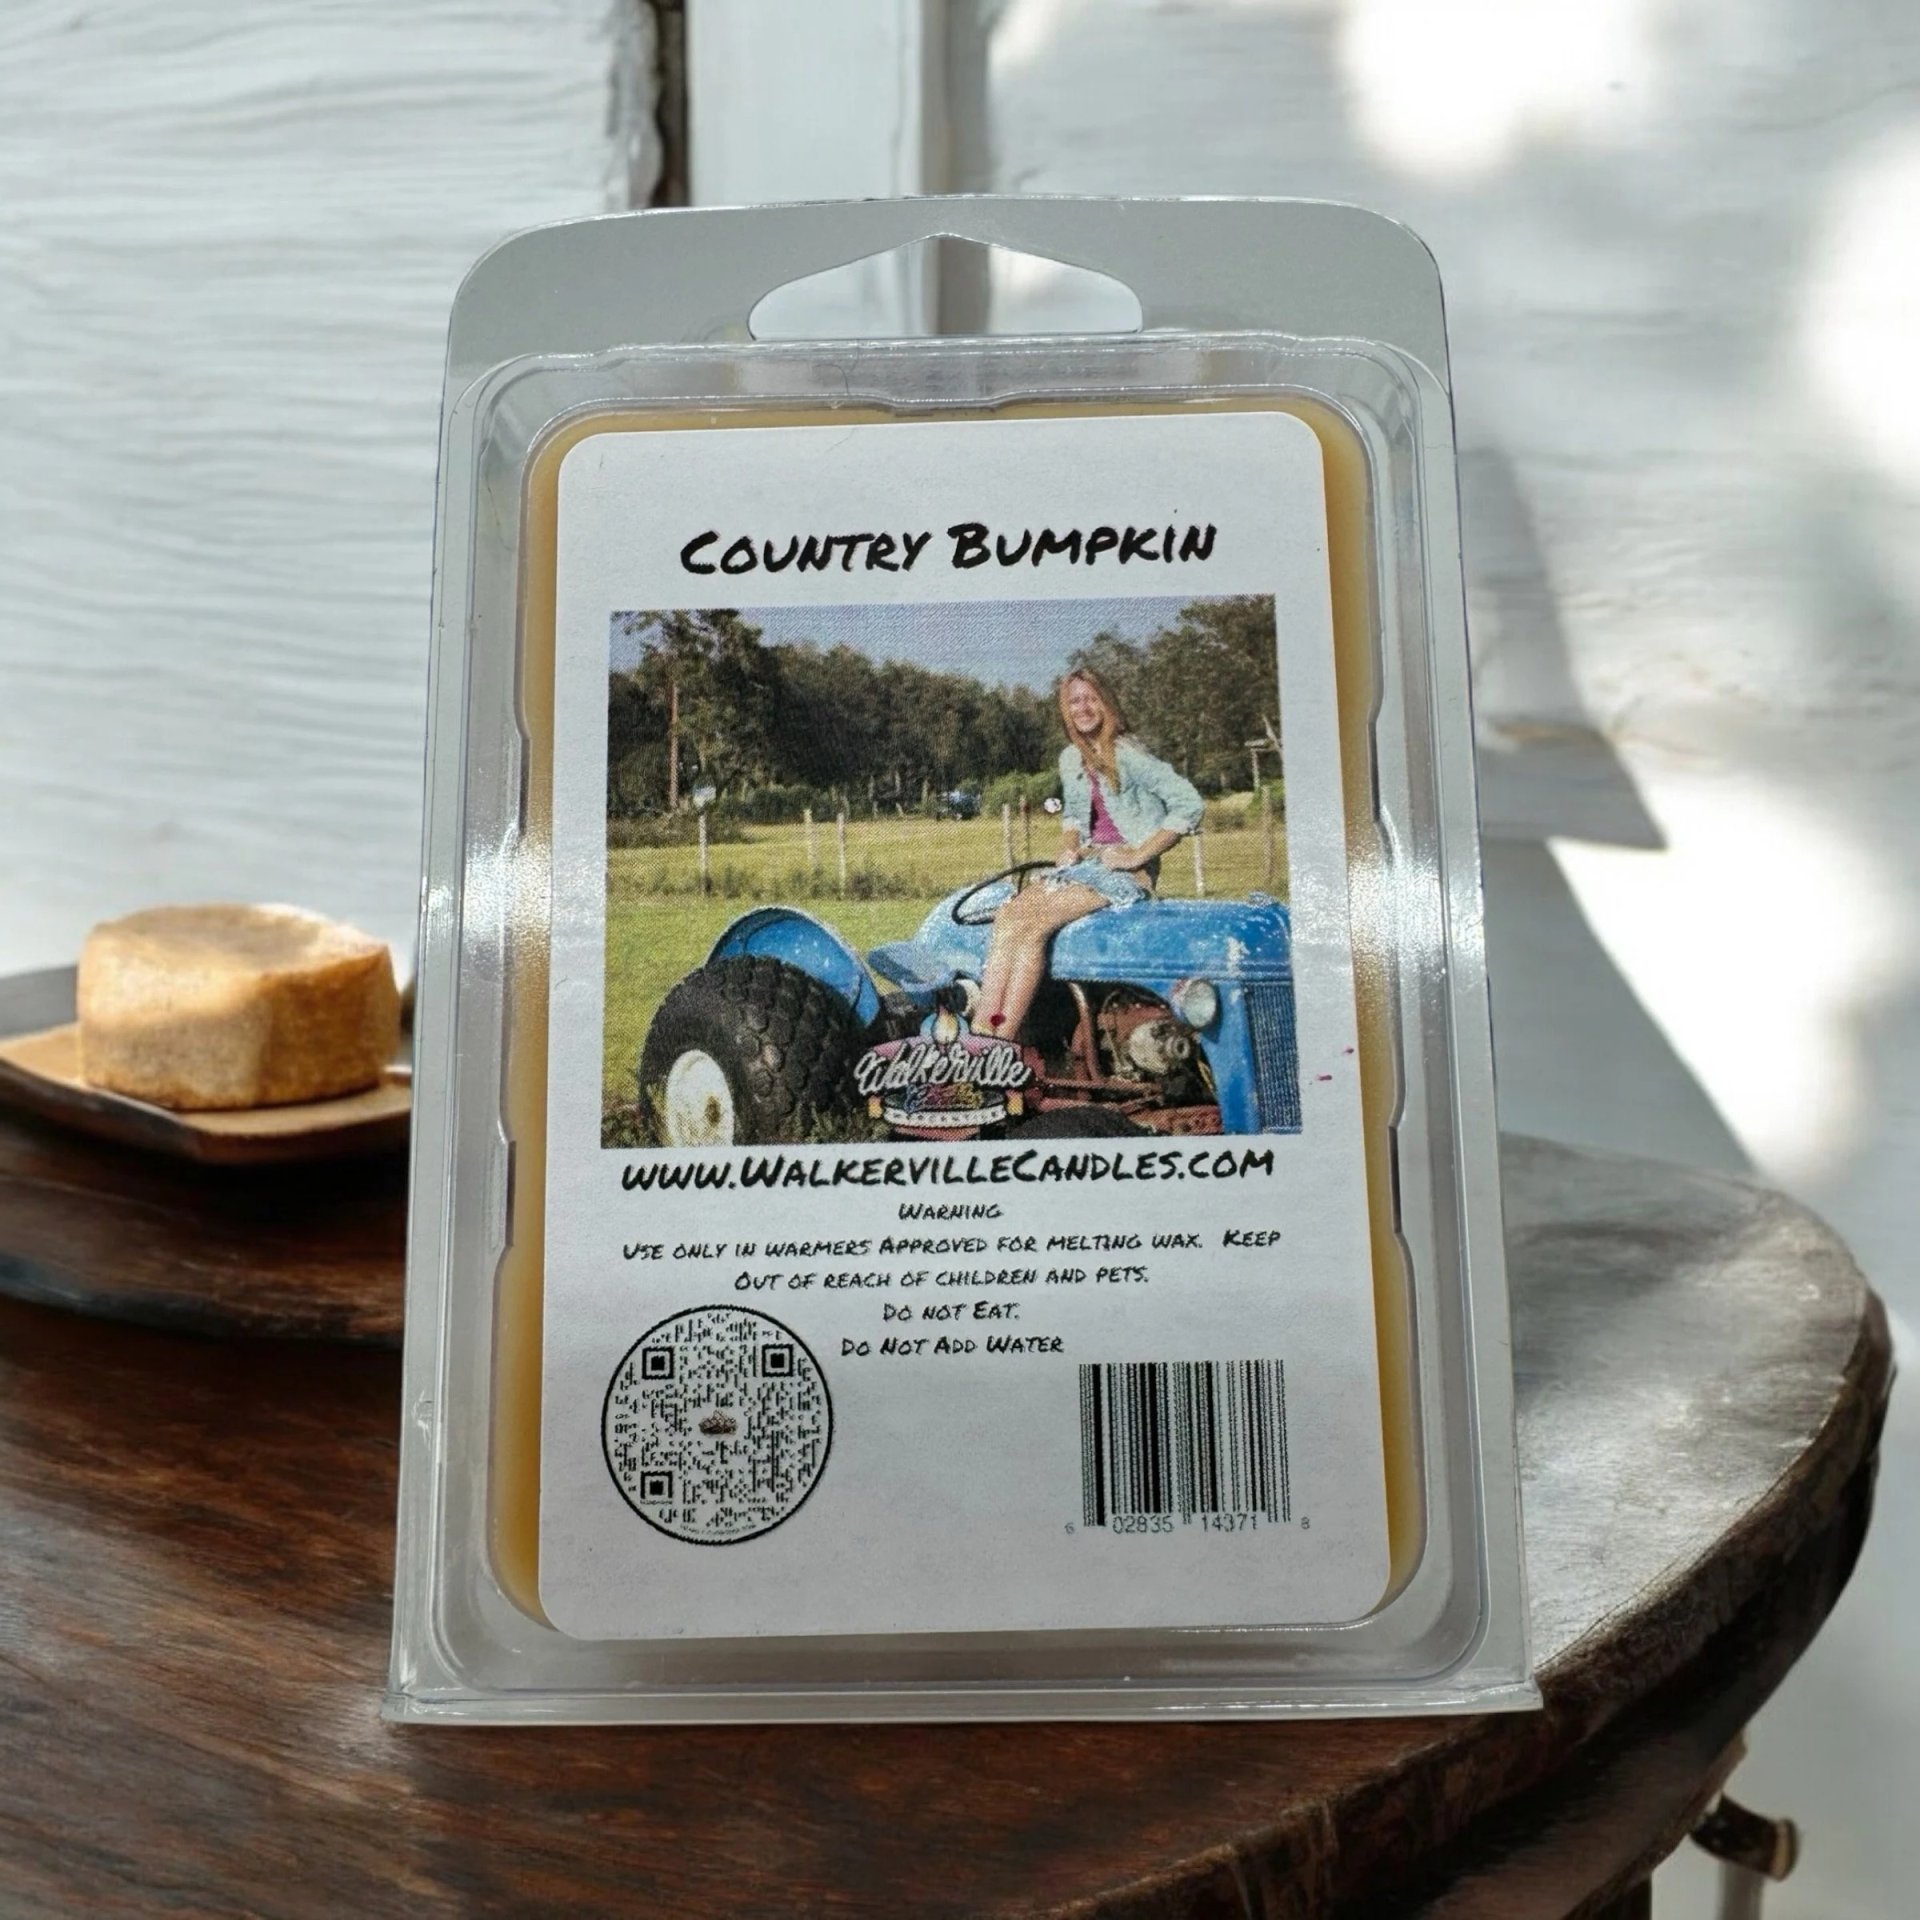 Country Bumpkin
Walkerville
MERCANTILE
www.WalkervilleCandles.com
Warning
Use only in warmers Approved for melting wax. Keep
Out of reach of children and pets.
Do not Eat.
Do Not Add Water
6 02835 14371 8